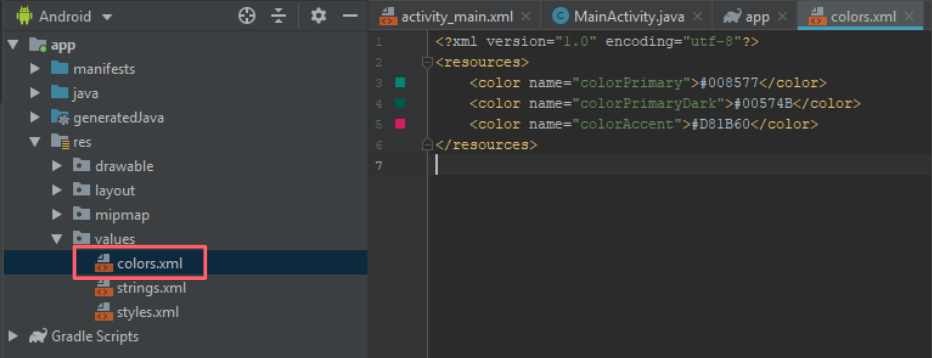 Android
app
manifests
java
generatedJava
res
drawable
layout
mipmap
values
colors.xml
strings.xml
styles.xml
Gradle Scripts
activity_main.xml MainActivity.java app colors.xml
1 <?xml version="1.0" encoding="utf-8"?>
2 <resources>
3 <color name="colorPrimary">#008577</color>
4 <color name="colorPrimaryDark">#00574B</color>
5 <color name="colorAccent">#D81B60</color>
6 </resources>
7